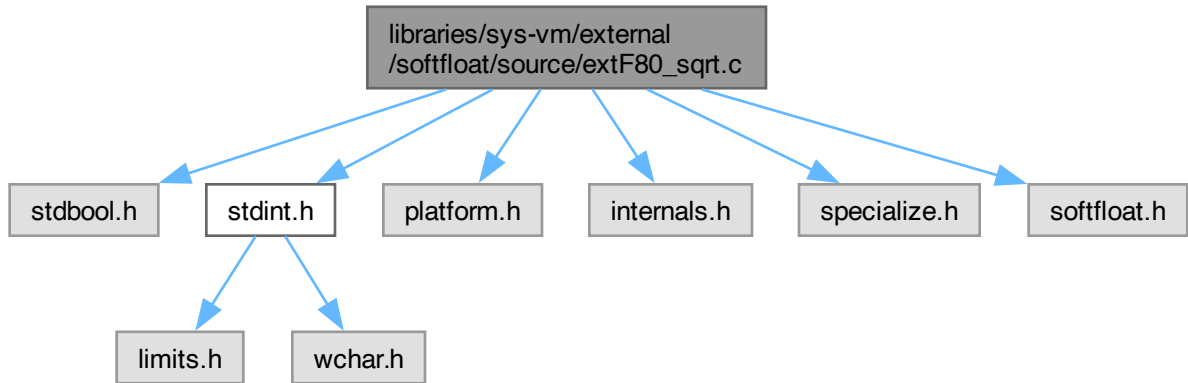 libraries/sys-vm/external
/softfloat/source/extF80_sqrt.c
stdbool.h
stdint.h
platform.h
internals.h
specialize.h
softfloat.h
limits.h
wchar.h